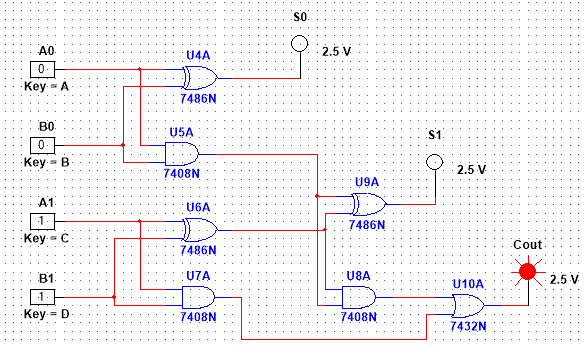 S0
A0
0
Key = A
U4A
7486N
2.5 V
B0
0
Key = B
U5A
7408N
S1
2.5 V
A1
1
Key = C
U6A
7486N
U9A
7486N
B1
1
Key = D
U7A
7408N
U8A
7408N
U10A
7432N
Cout
2.5 V